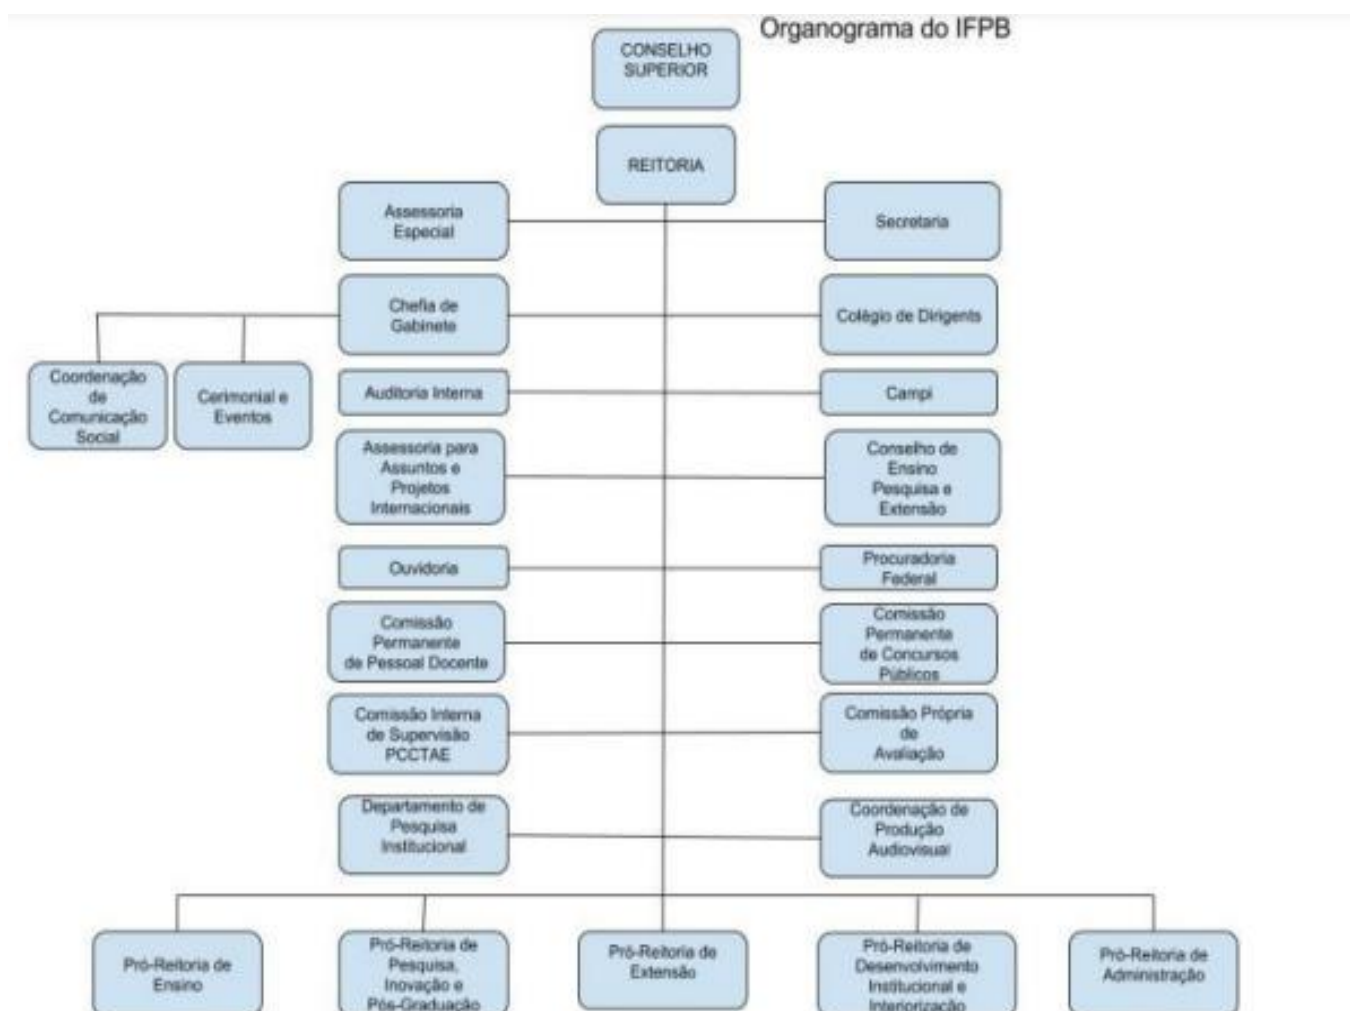 Organograma do IFPB
CONSELHO
SUPERIOR
REITORIA
Assessoria
Especial
Secretaria
Chefia de
Gabinete
Colégio de Dirigents
Coordenação
de
Comunicação
Social
Cerimonial e
Eventos
Auditoria Interna
Campi
Assessoria para
Assuntos e
Projetos
Internacionais
Conselho de
Ensino
Pesquisa e
Extensão
Ouvidoria
Procuradoria
Federal
Comissão
Permanente
de Pessoal Docente
Comissão
Permanente
de Concursos
Públicos
Comissão Interna
de Supervisão
PCCTAE
Comissão Própria
de
Avaliação
Departamento de
Pesquisa
Institucional
Coordenação de
Produção
Audiovisual
Pró-Reitoria de
Ensino
Pró-Reitoria de
Pesquisa,
Inovação e
Pós-Graduação
Pró-Reitoria de
Extensão
Pró-Reitoria de
Desenvolvimento
Institucional e
Interiorização
Pró-Reitoria de
Administração